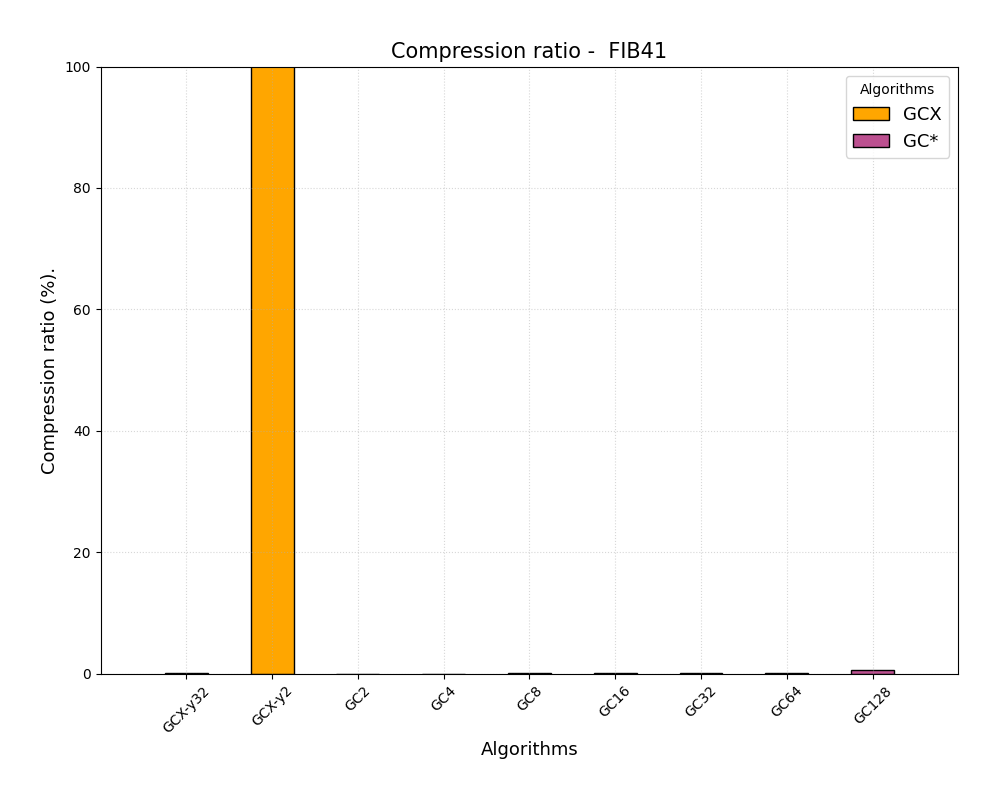 Compression ratio -  FIB41
Algorithms
GCX
GC*
Compression ratio (%).
100
80
60
40
20
0
GCX-y32
GCX-y2
GC2
GC4
GC8
GC16
GC32
GC64
GC128
Algorithms